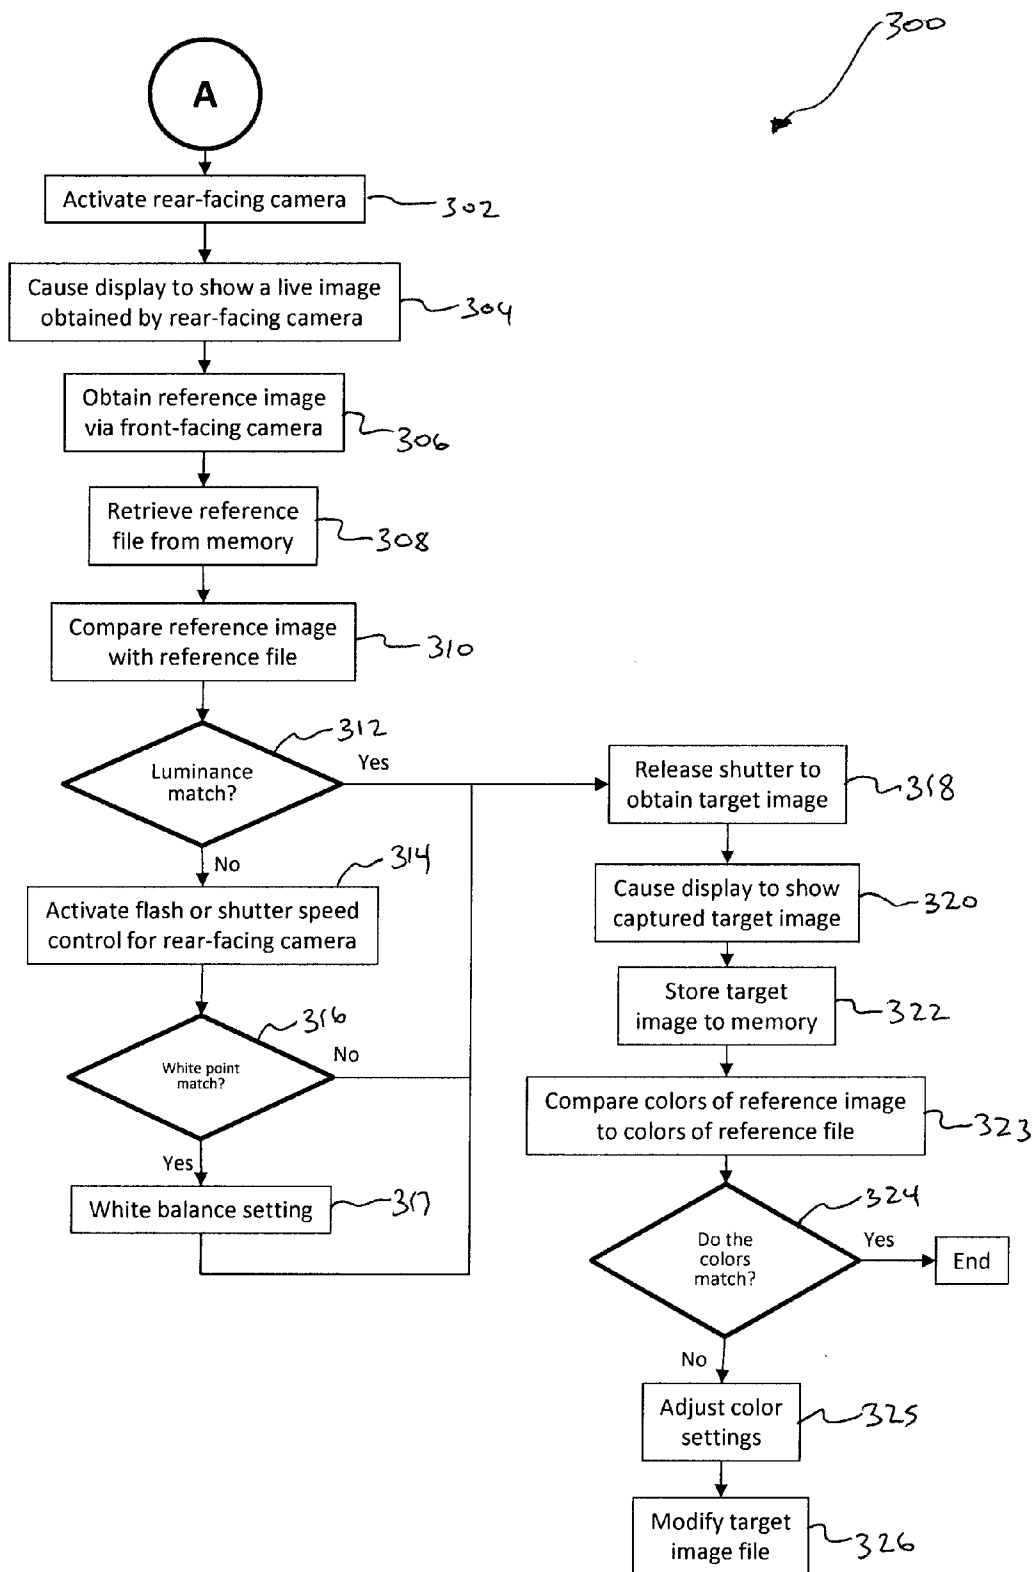 300
A
Activate rear-facing camera
302
Cause display to show a live image
obtained by rear-facing camera
304
Obtain reference image
via front-facing camera
306
Retrieve reference
file from memory
308
Compare reference image
with reference file
310
312
Luminance
match?
Yes
No
314
Activate flash or shutter speed
control for rear-facing camera
316
White point
match?
No
Yes
White balance setting
317
Release shutter to
obtain target image
318
Cause display to show
captured target image
320
Store target
image to memory
322
Compare colors of reference image
to colors of reference file
323
324
Do the
colors
match?
Yes
End
No
Adjust color
settings
325
Modify target
image file
326